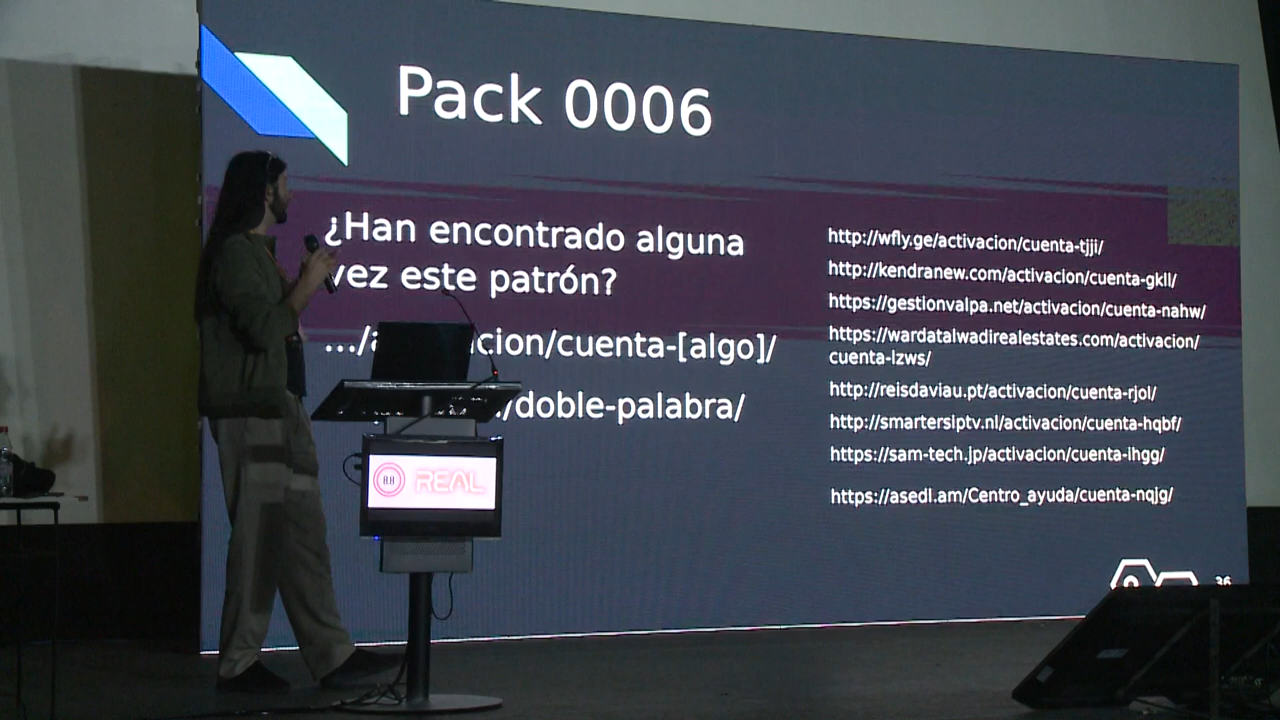 Pack 0006
¿Han encontrado alguna
vez este patrón?
cion/cuenta-[algo]/
/doble-palabra/
http://wfly.ge/activacion/cuenta-tjji/
http://kendranew.com/activacion/cuenta-gkll/
https://gestionvalpa.net/activacion/cuenta-nahw/
https://wardatalwadirealestates.com/activacion/
cuenta-lzws/
http://reisdaviau.pt/activacion/cuenta-rjol/
http://smartersiptv.nl/activacion/cuenta-hqbf/
https://sam-tech.jp/activacion/cuenta-ihgg/
https://asedl.am/Centro_ayuda/cuenta-nqjg/
REAL
36